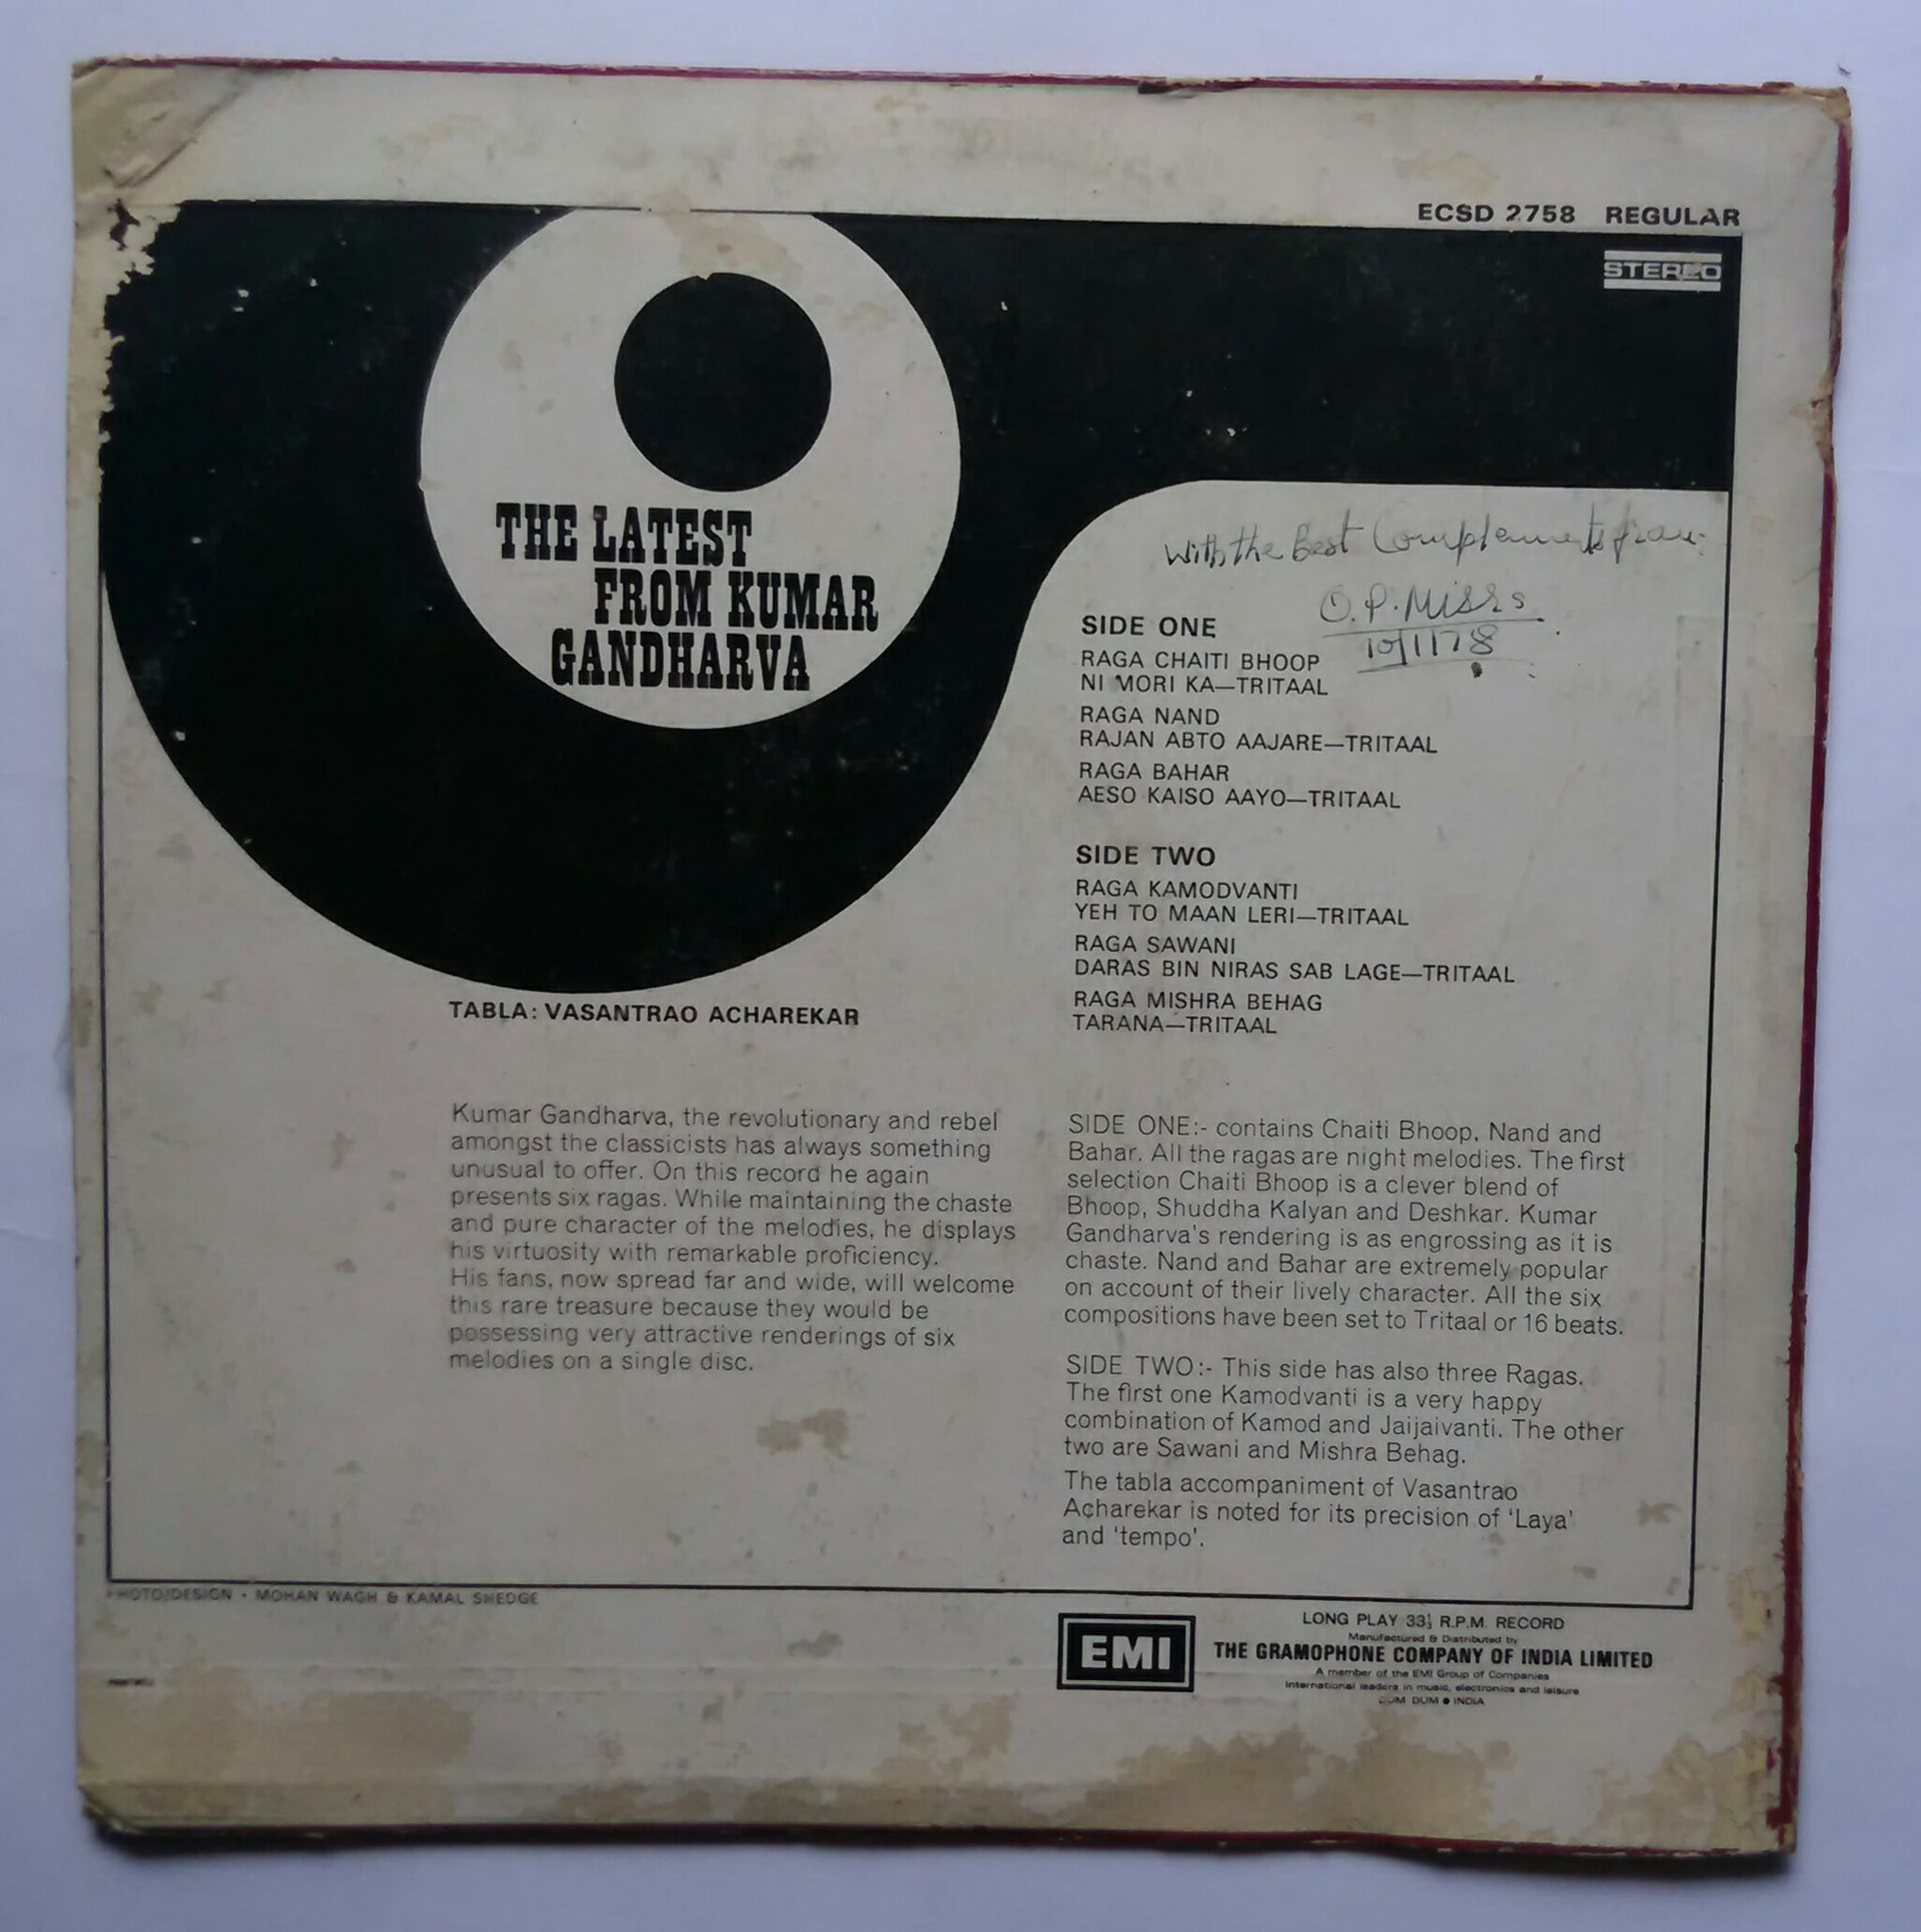 ECSD 2758 REGULAR
STEREO
THE LATEST
FROM KUMAR
GANDHARVA
With the Best Complements from:
O.P.
10/1/78
SIDE ONE
RAGA CHAITI BHOOP
NI MORI KA—TRITAAL
RAGA NAND
RAJAN ABTO AAJARE—TRITAAL
RAGA BAHAR
AESO KAISO AAYO—TRITAAL
SIDE TWO
RAGA KAMODVANTI
YEH TO MAAN LERI—TRITAAL
RAGA SAWANI
DARAS BIN NIRAS SAB LAGE—TRITAAL
RAGA MISHRA BEHAG
TARANA—TRITAAL
TABLA: VASANTRAO ACHAREKAR
Kumar Gandharva, the revolutionary and rebel
amongst the classicists has always something
unusual to offer. On this record he again
presents six ragas. While maintaining the chaste
and pure character of the melodies, he displays
his virtuosity with remarkable proficiency.
His fans, now spread far and wide, will welcome
this rare treasure because they would be
possessing very attractive renderings of six
melodies on a single disc.
SIDE ONE:- contains Chaiti Bhoop, Nand and
Bahar. All the ragas are night melodies. The first
selection Chaiti Bhoop is a clever blend of
Bhoop, Shuddha Kalyan and Deshkar. Kumar
Gandharva's rendering is as engrossing as it is
chaste. Nand and Bahar are extremely popular
on account of their lively character. All the six
compositions have been set to Tritaal or 16 beats.
SIDE TWO:- This side has also three Ragas.
The first one Kamodvanti is a very happy
combination of Kamod and Jaijaivanti. The other
two are Sawani and Mishra Behag.
The tabla accompaniment of Vasantrao
Acharekar is noted for its precision of ‘Laya’
and ‘tempo’.
PHOTO/DESIGN - MOHAN WAGH & KAMAL SHEDGE
EMI
LONG PLAY 33⅓ R.P.M. RECORD
Manufactured & Distributed by
THE GRAMOPHONE COMPANY OF INDIA LIMITED
A member of the EMI Group of Companies
International leaders in music, electronics and leisure
DUM DUM ● INDIA